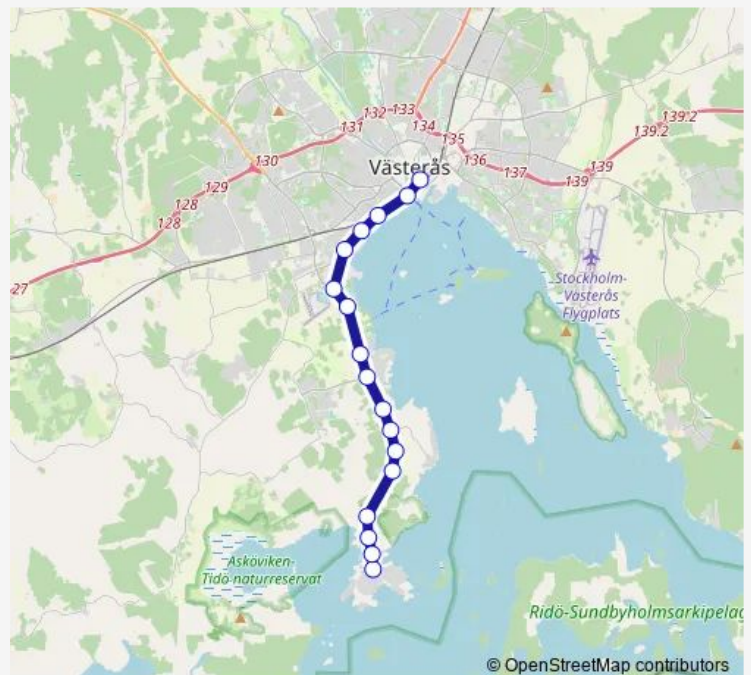 139.2
132 133
131
134
139.2
135
130
Västerås
136
139
137
139
129
128
128
27
Stockholm-
Västerås
Flygplats
Asköviken-
Tidö naturreservat
Ridö-Sundbyholmsarkipelag
© OpenStreetMap contributors